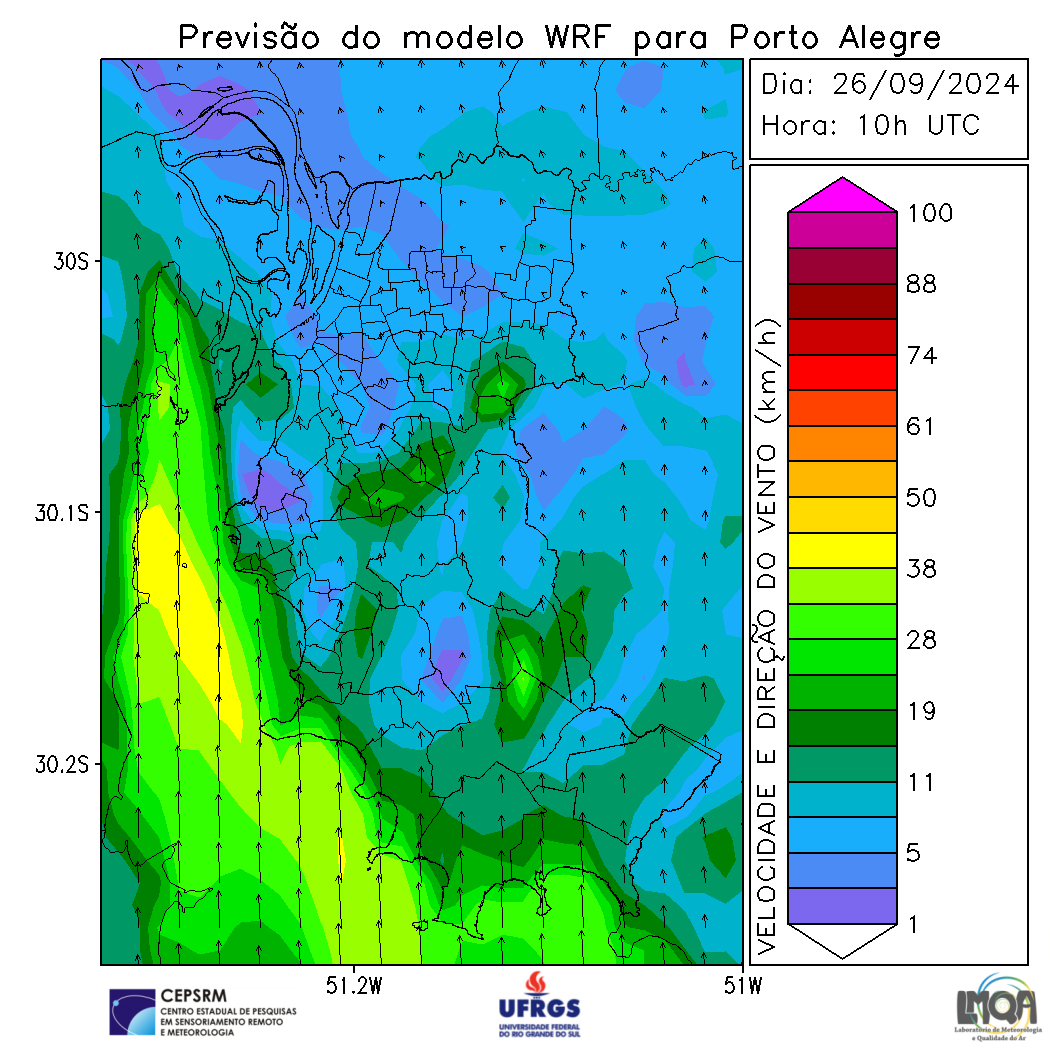 Previsão do modelo WRF para Porto Alegre
Dia: 26/09/2024
Hora: 10h UTC
30S
30.1S
30.2S
51.2W
51W
VELOCIDADE E DIREÇÃO DO VENTO (km/h)
100
88
74
61
50
38
28
19
11
5
1
CEPSRM
CENTRO ESTADUAL DE PESQUISAS
EM SENSORIAMENTO REMOTO
E METEOROLOGIA
UFRGS
UNIVERSIDADE FEDERAL
DO RIO GRANDE DO SUL
LMQA
Laboratório de Meteorologia
e Qualidade do Ar